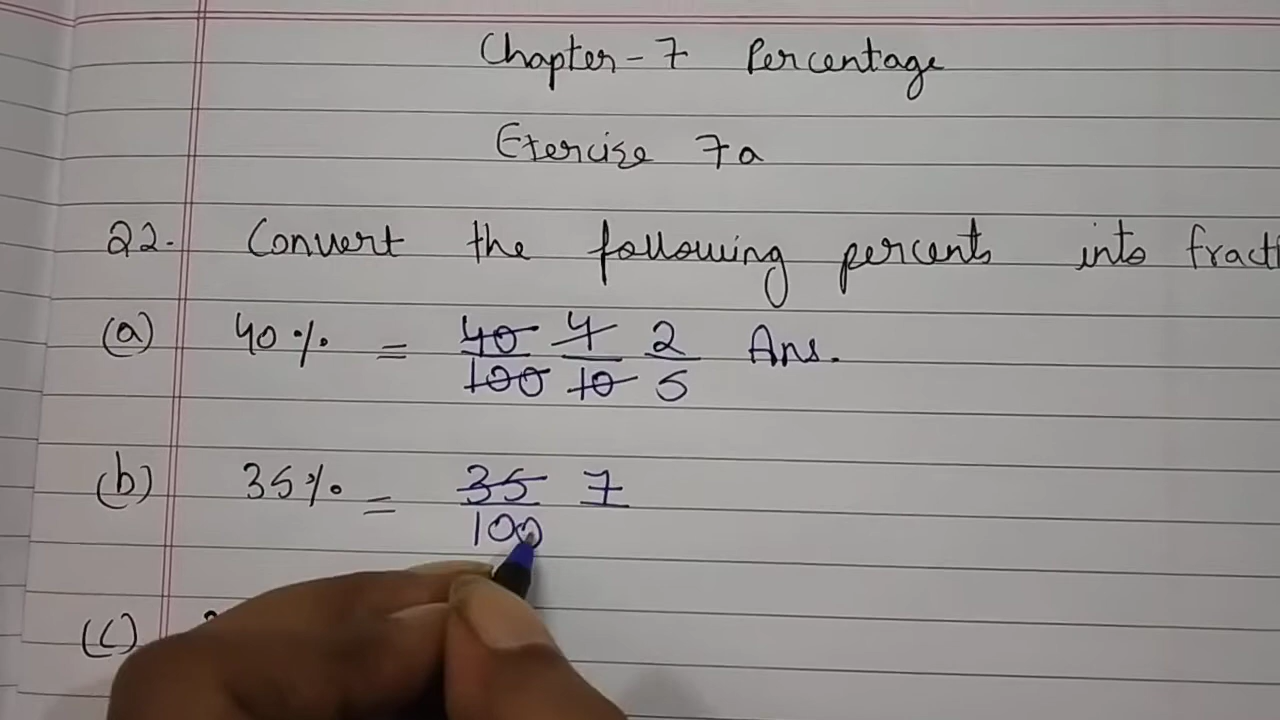 Chapter - 7 Percentage
Exercise 7a
22. Convert the following percents into fract
(a) 40% = 40/100 4/10 2/5 Ans.
(b) 35% = 35/100 7
(c)